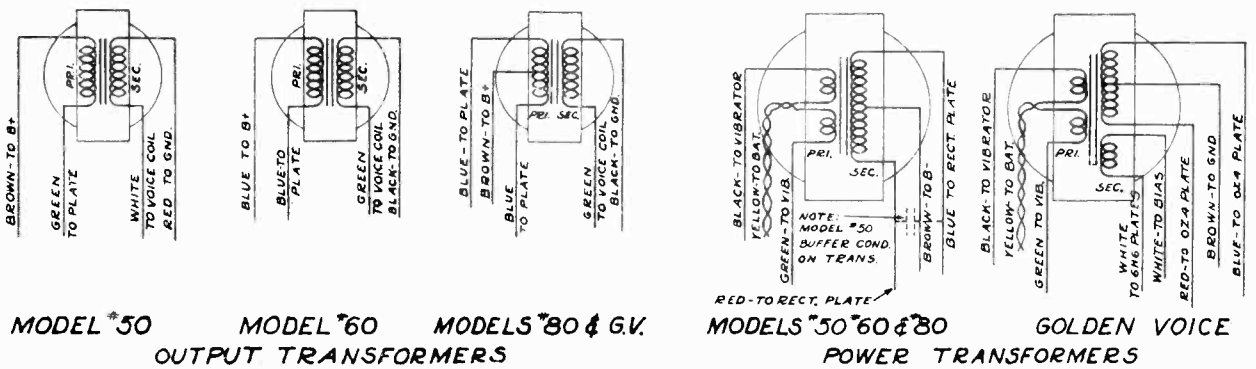 PRI.
SEC.
BROWN-TO B+
GREEN
TO PLATE
WHITE
TO VOICE COIL
RED TO GND.
MODEL #50
PRI.
SEC.
BLUE TO B+
BLUE-TO
PLATE
GREEN
TO VOICE COIL
BLACK-TO GND.
MODEL #60
PRI. SEC.
BLUE-TO PLATE
BROWN-TO B+
BLUE
TO PLATE
GREEN
TO VOICE COIL
BLACK-TO GND.
MODELS #80 & G.V.
OUTPUT TRANSFORMERS
PRI.
SEC.
BLACK-TO VIBRATOR
YELLOW-TO BAT.
GREEN-TO VIB.
NOTE:
MODEL #50
BUFFER COND.
ON TRANS.
BROWN-TO B-
BLUE TO RECT PLATE
RED-TO RECT. PLATE
MODELS #50 #60 & #80
PRI.
SEC.
BLACK-TO VIBRATOR
YELLOW-TO BAT.
GREEN TO VIB.
WHITE
TO 6H6 PLATES
WHITE-TO BIAS
RED-TO OZ4 PLATE
BROWN-TO GND
BLUE-TO OZ4 PLATE
GOLDEN VOICE
POWER TRANSFORMERS